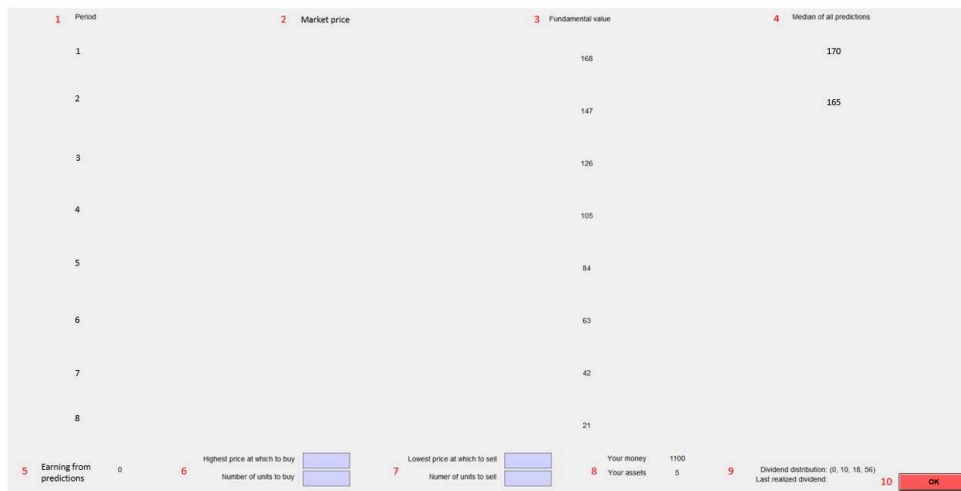 1 Period 2 Market price 3 Fundamental value 4 Median of all predictions
1 168 170
2 147 165
3 126
4 105
5 84
6 63
7 42
8 21
5 Earning from predictions 0
6 Highest price at which to buy
Number of units to buy
7 Lowest price at which to sell
Numer of units to sell
8 Your money 1100
Your assets 5
9 Dividend distribution: (0, 10, 18, 56)
Last realized dividend:
10 OK